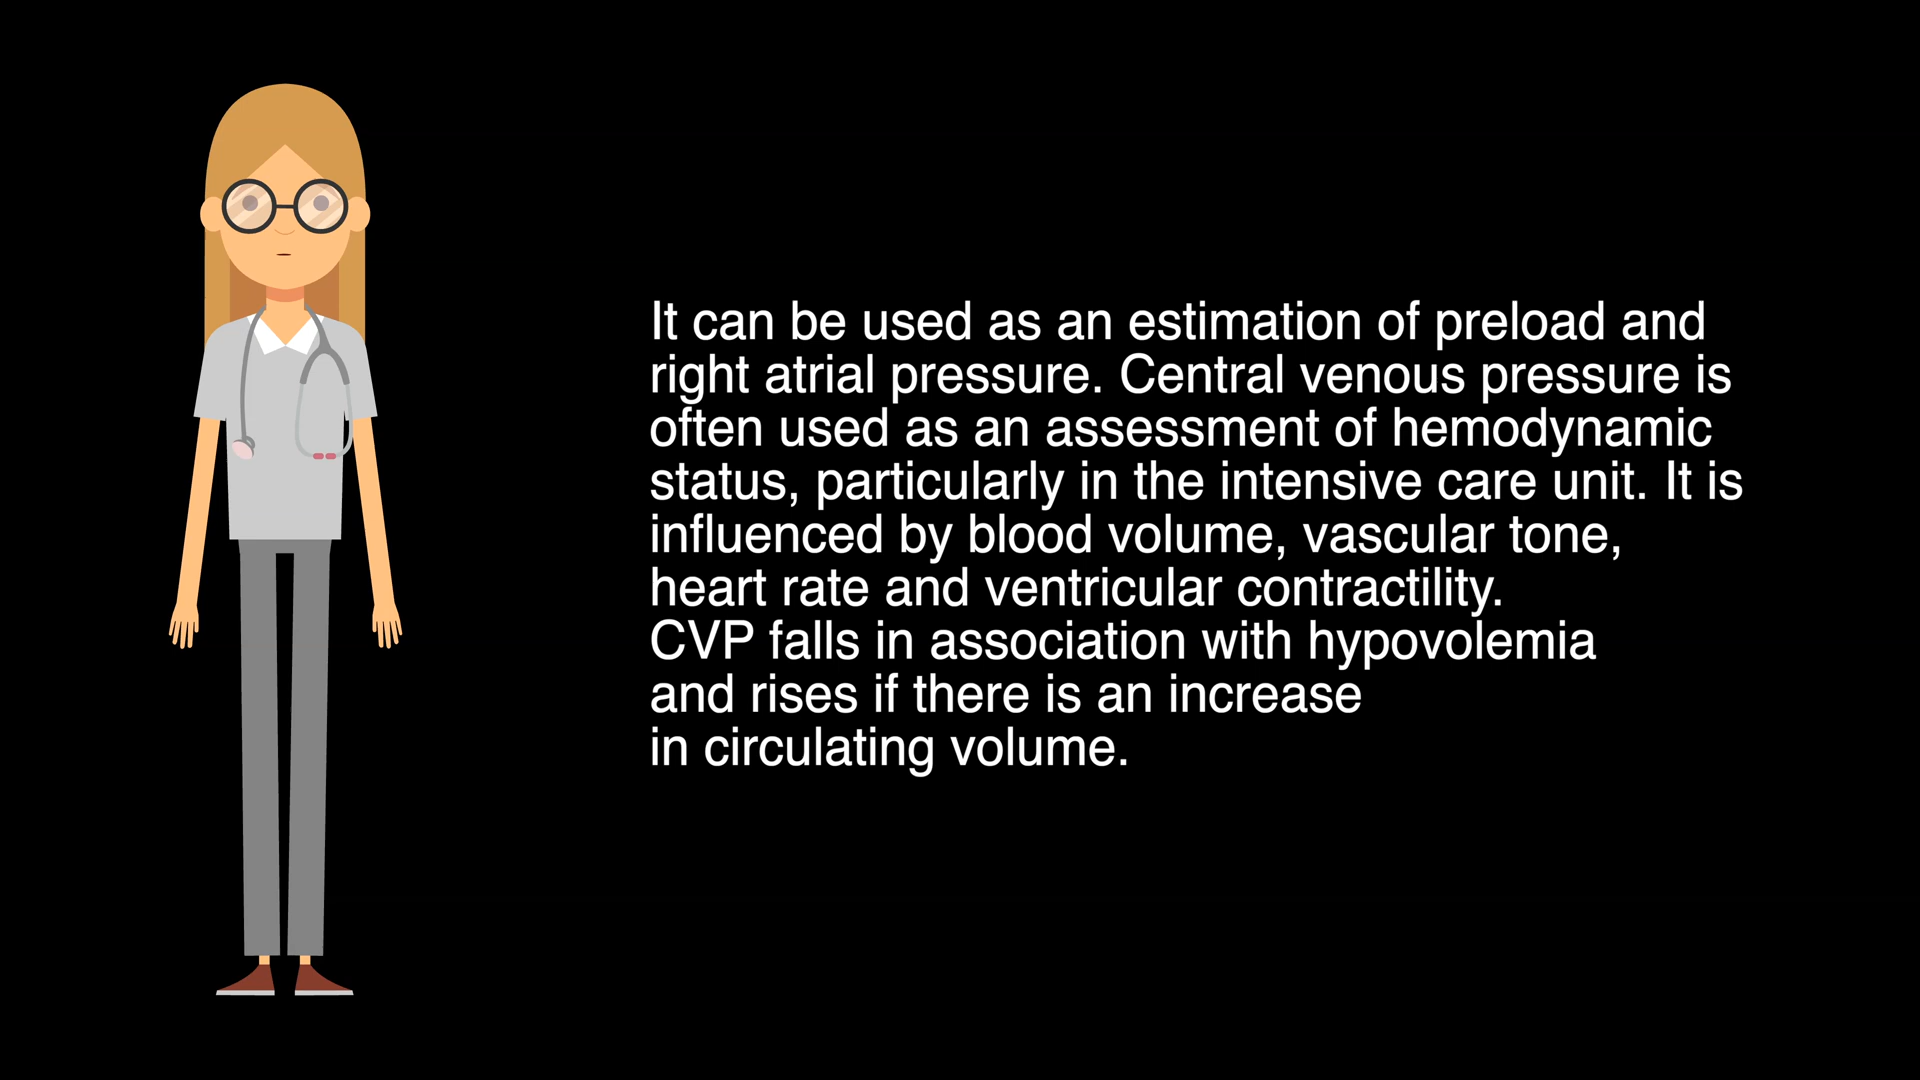 It can be used as an estimation of preload and
right atrial pressure. Central venous pressure is
often used as an assessment of hemodynamic
status, particularly in the intensive care unit. It is
influenced by blood volume, vascular tone,
heart rate and ventricular contractility.
CVP falls in association with hypovolemia
and rises if there is an increase
in circulating volume.